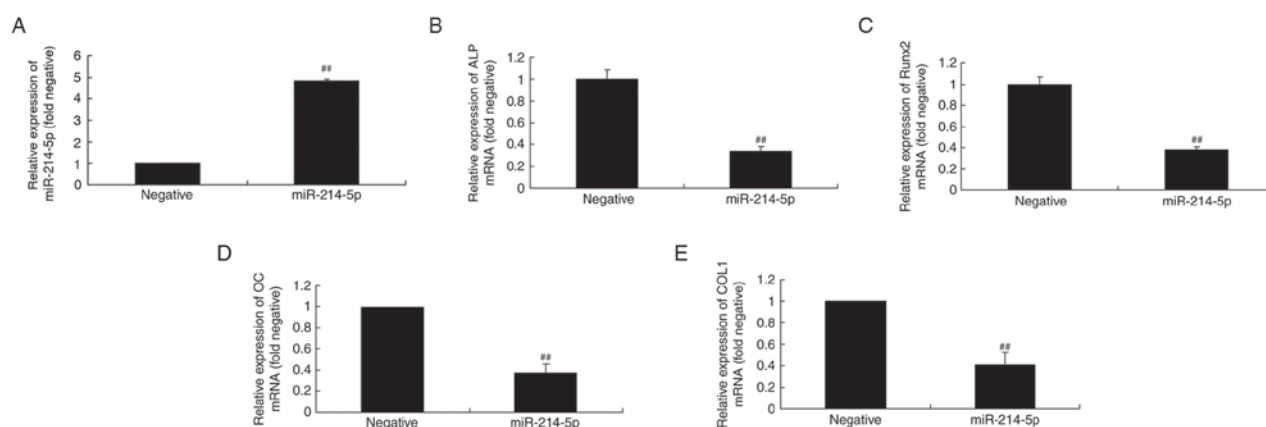 A
Relative expression of
miR-214-5p (fold negative)
6
5
4
3
2
1
0
##
Negative
miR-214-5p
B
Relative expression of ALP
mRNA (fold negative)
1.2
1
0.8
0.6
0.4
0.2
0
##
Negative
miR-214-5p
C
Relative expression of Runx2
mRNA (fold negative)
1.2
1
0.8
0.6
0.4
0.2
0
##
Negative
miR-214-5p
D
Relative expression of OC
mRNA (fold negative)
1.2
1
0.8
0.6
0.4
0.2
0
##
Negative
miR-214-5p
E
Relative expression of COL1
mRNA (fold negative)
1.2
1
0.8
0.6
0.4
0.2
0
##
Negative
miR-214-5p